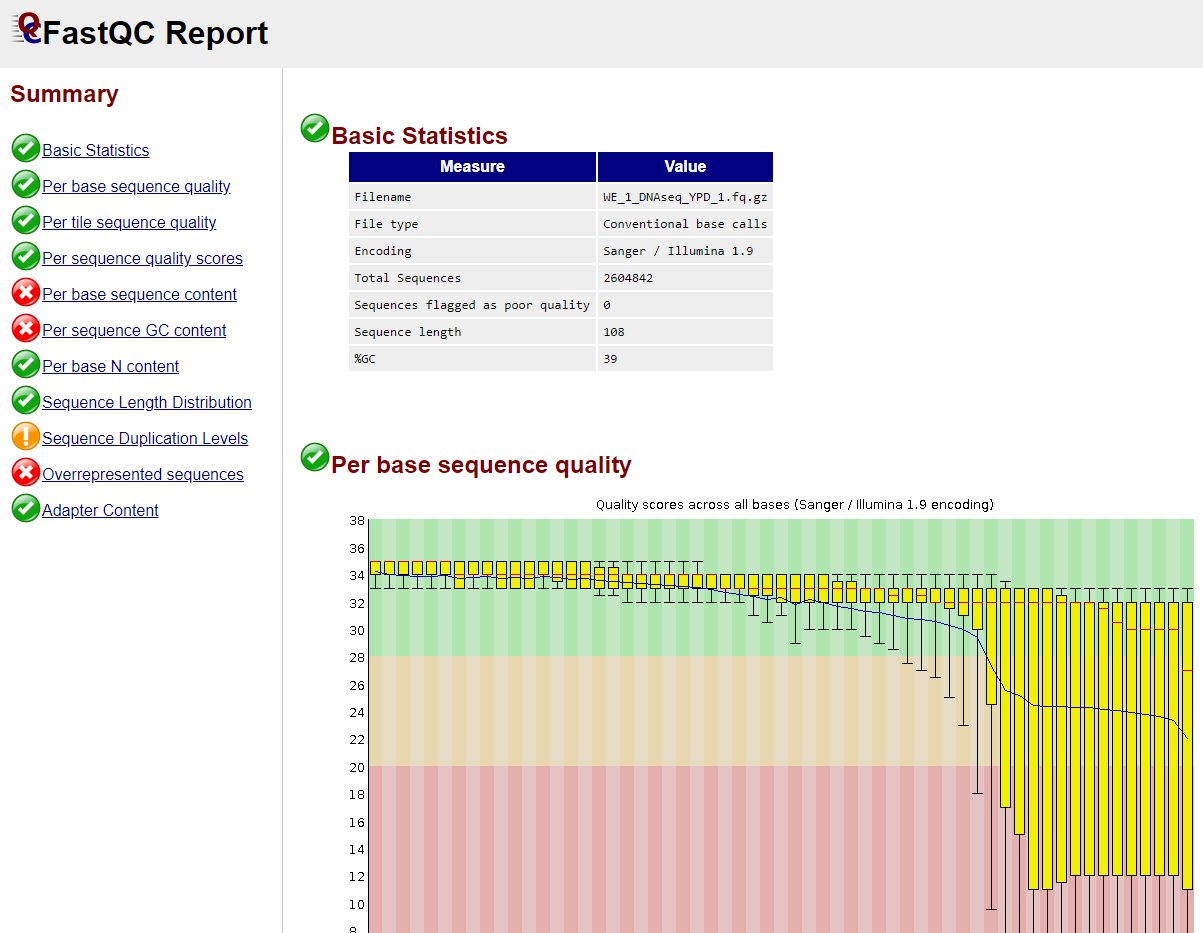 FastQC Report
Summary
Basic Statistics
Per base sequence quality
Per tile sequence quality
Per sequence quality scores
Per base sequence content
Per sequence GC content
Per base N content
Sequence Length Distribution
Sequence Duplication Levels
Overrepresented sequences
Adapter Content
Basic Statistics
Measure Value
Filename WE_1_DNAseq_YPD_1.fq.gz
File type Conventional base calls
Encoding Sanger / Illumina 1.9
Total Sequences 2604842
Sequences flagged as poor quality 0
Sequence length 108
%GC 39
Per base sequence quality
Quality scores across all bases (Sanger / Illumina 1.9 encoding)
38
36
34
32
30
28
26
24
22
20
18
16
14
12
10
8